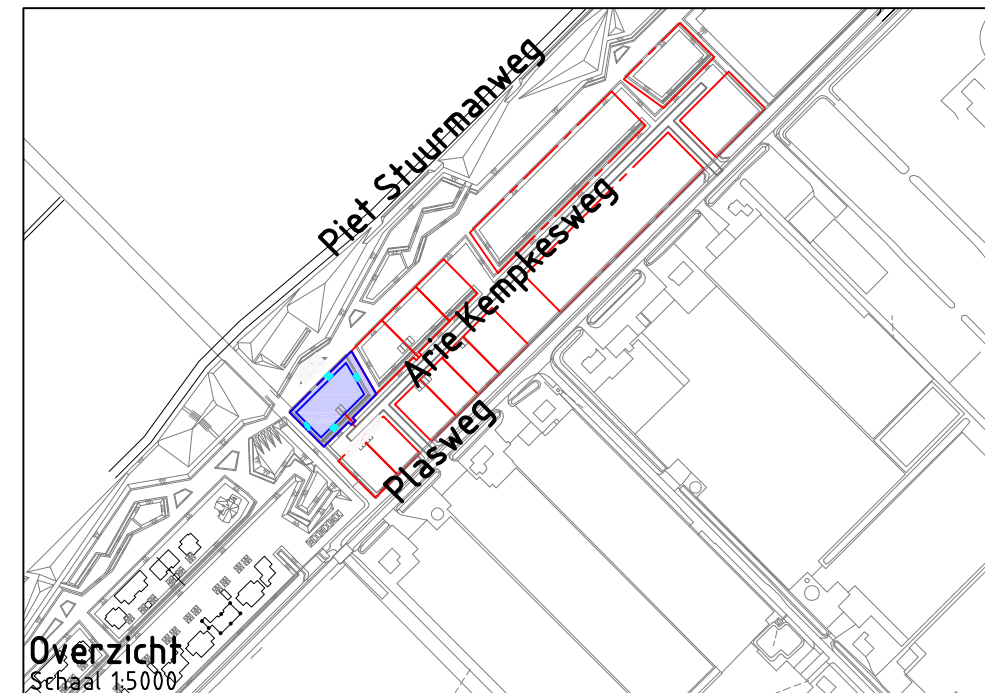 Piet Stuurmanweg
Arie Kempkesweg
Plasweg
Overzicht
Schaal 1:5000